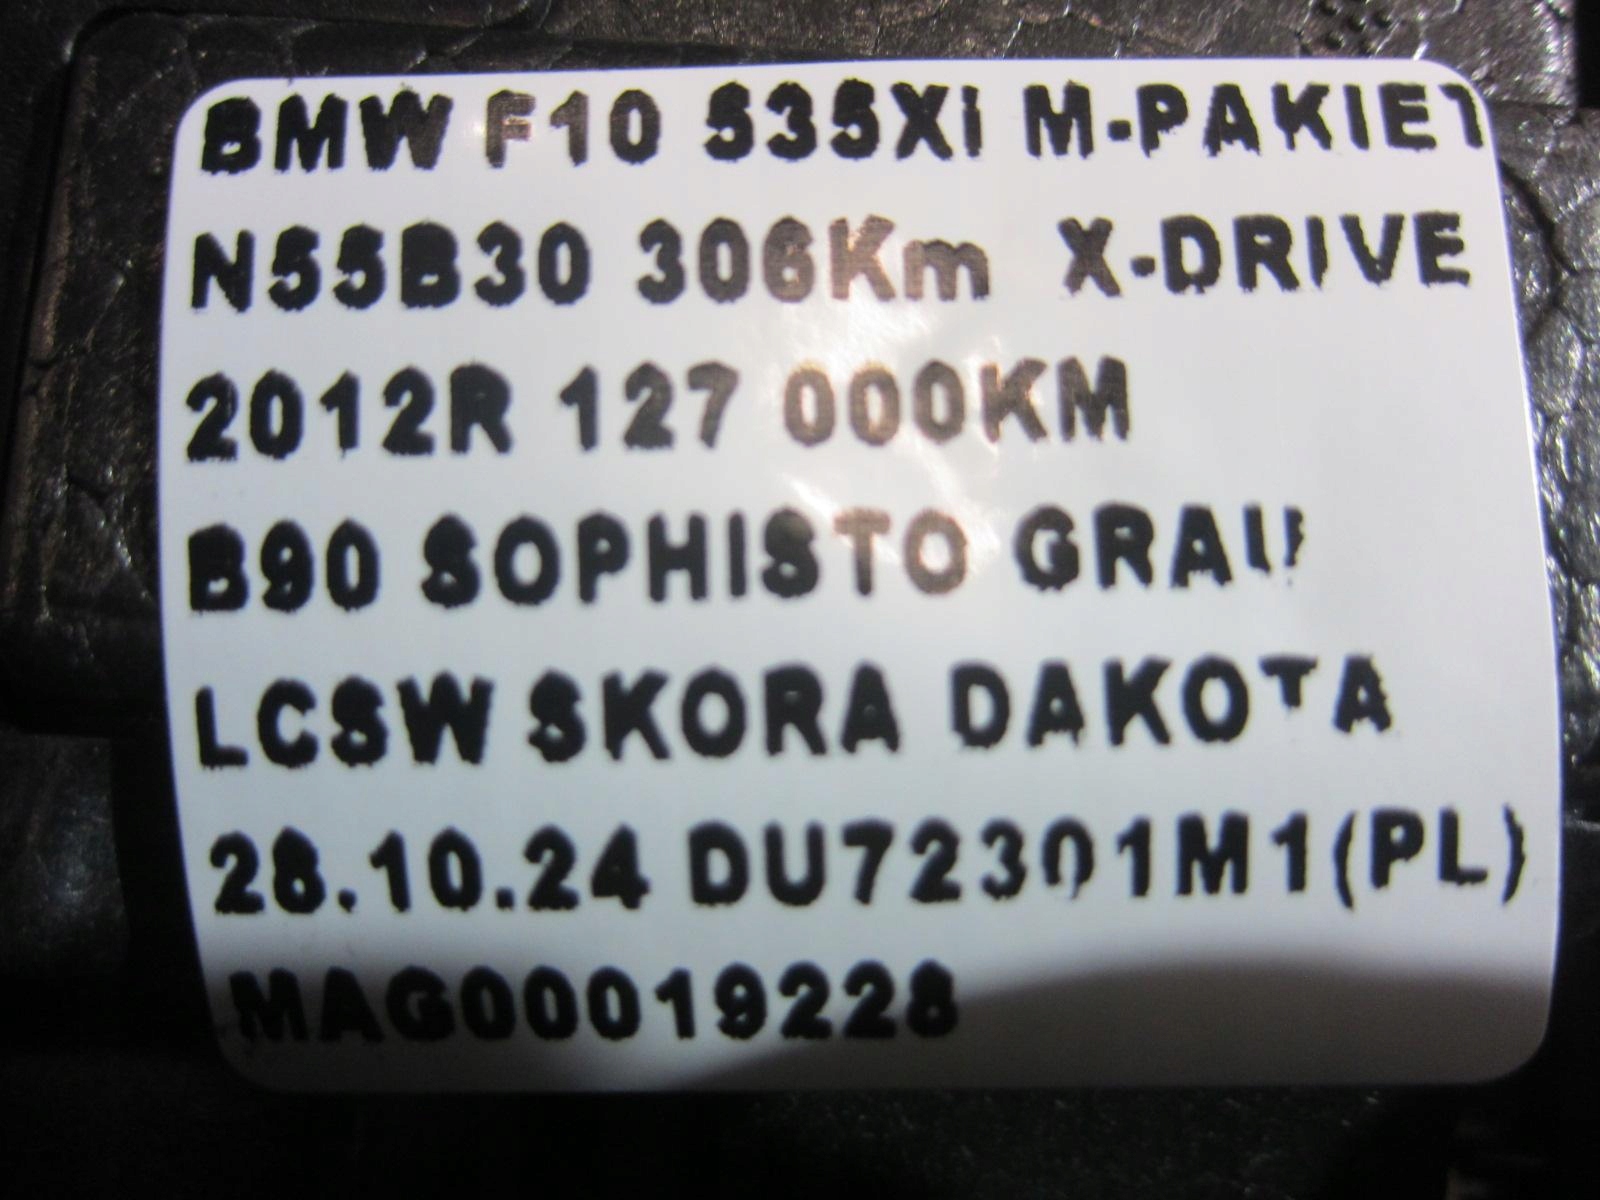 BMW F10 535Xi M-PAKIET
N55B30 306Km X-DRIVE
2012R 127 000KM
B90 SOPHISTO GRAU
LCSW SKORA DAKOTA
28.10.24 DU72301M1(PL)
MAG00019228